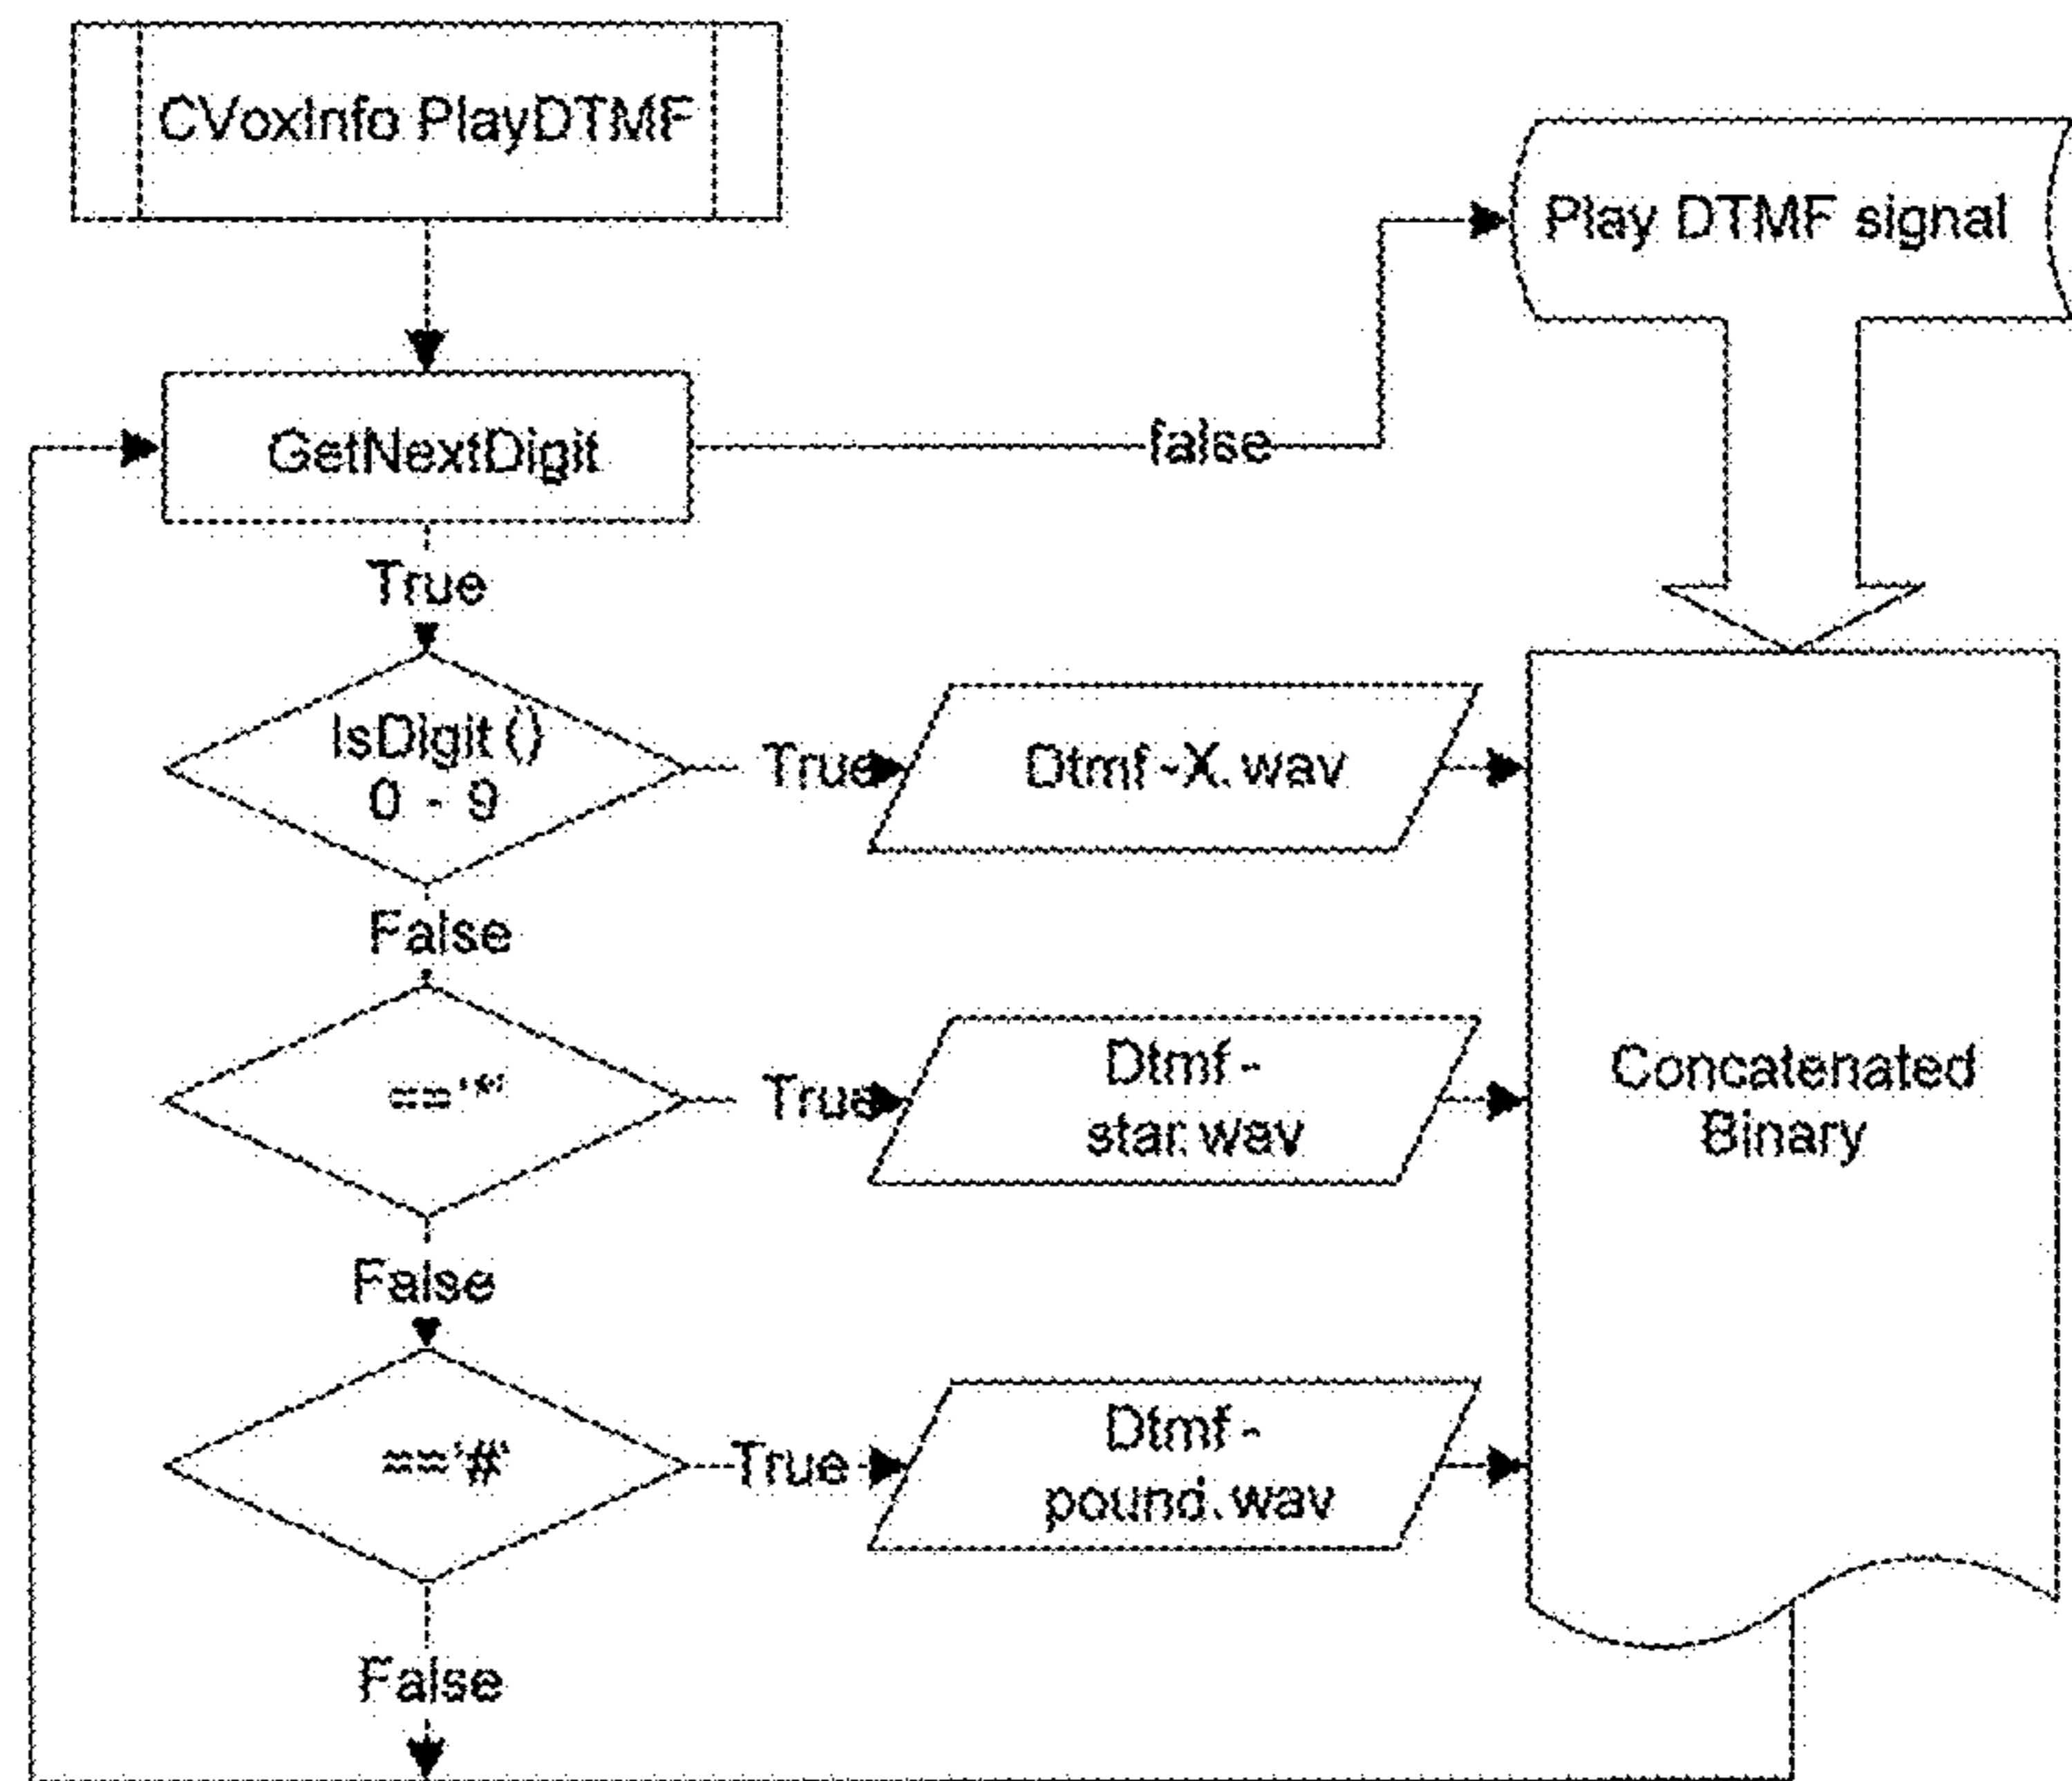 CVoxInfo PlayDTMF
Play DTMF signal
GetNextDigit
false
True
IsDigit ()
0 - 9
True
Dtmf -X. wav
False
=='*'
True
Dtmf -
star. wav
Concatenated
Binary
False
=='#'
True
Dtmf -
pound. wav
False